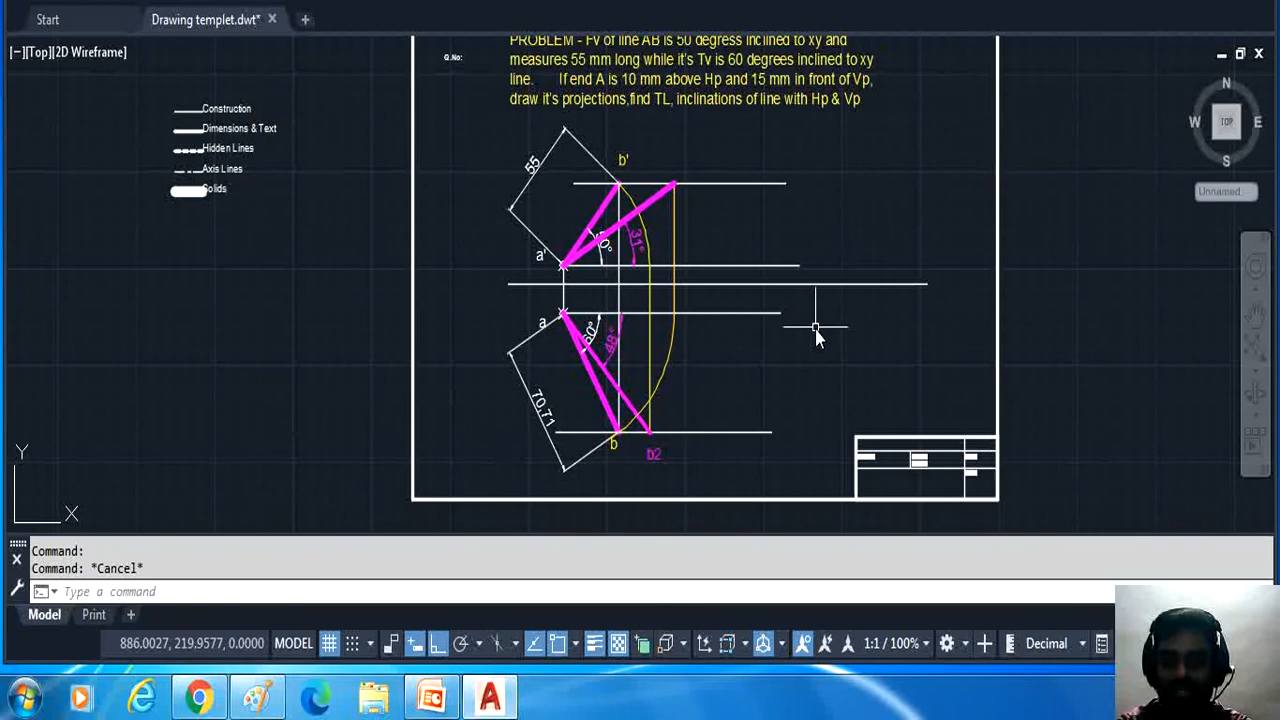 Start
Drawing templet.dwt*
[−][Top][2D Wireframe]
PROBLEM - Fv of line AB is 50 degress inclined to xy and
measures 55 mm long while it's Tv is 60 degrees inclined to xy
line. If end A is 10 mm above Hp and 15 mm in front of Vp,
draw it's projections,find TL, inclinations of line with Hp & Vp
Q.No:
N
W TOP E
S
Unnamed
Construction
Dimensions & Text
Hidden Lines
Axis Lines
Solids
55
b'
31°
a'
a
60°
48°
70.71
b
b2
Y
X
Command:
Command: *Cancel*
Type a command
Model
Print
886.0027, 219.9577, 0.0000
MODEL
1:1 / 100%
Decimal